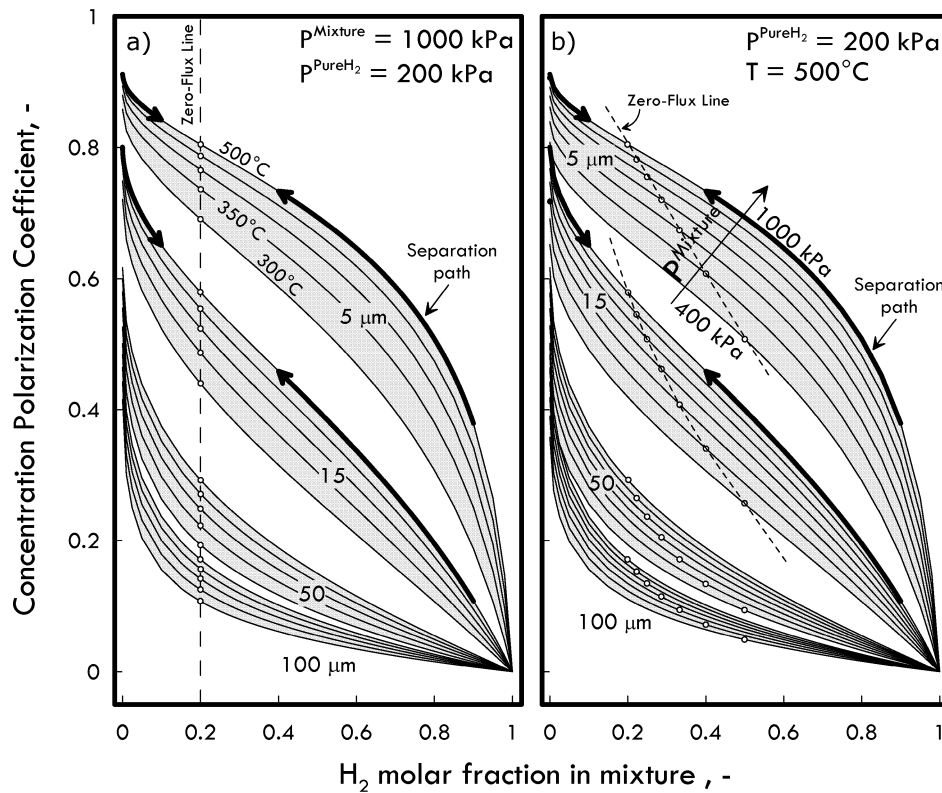 Concentration Polarization Coefficient, -
1
0.8
0.6
0.4
0.2
0
a)
Zero-Flux Line
P^Mixture = 1000 kPa
P^PureH₂ = 200 kPa
500°C
350°C
300°C
5 μm
Separation
path
15
50
100 μm
0 0.2 0.4 0.6 0.8 1
b)
P^PureH₂ = 200 kPa
T = 500°C
Zero-Flux Line
5 μm
P^Mixture
1000 kPa
400 kPa
Separation
path
15
50
100 μm
0 0.2 0.4 0.6 0.8 1
H₂ molar fraction in mixture , -